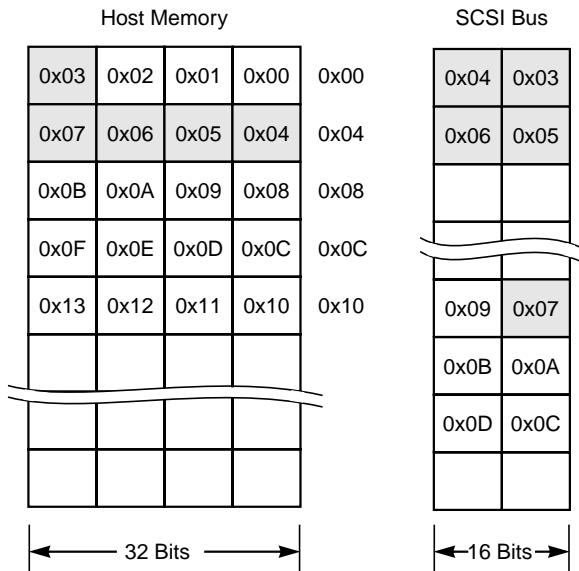 Host Memory
SCSI Bus
0x03 0x02 0x01 0x00 0x00
0x07 0x06 0x05 0x04 0x04
0x0B 0x0A 0x09 0x08 0x08
0x0F 0x0E 0x0D 0x0C 0x0C
0x13 0x12 0x11 0x10 0x10
32 Bits
0x04 0x03
0x06 0x05
0x09 0x07
0x0B 0x0A
0x0D 0x0C
16 Bits